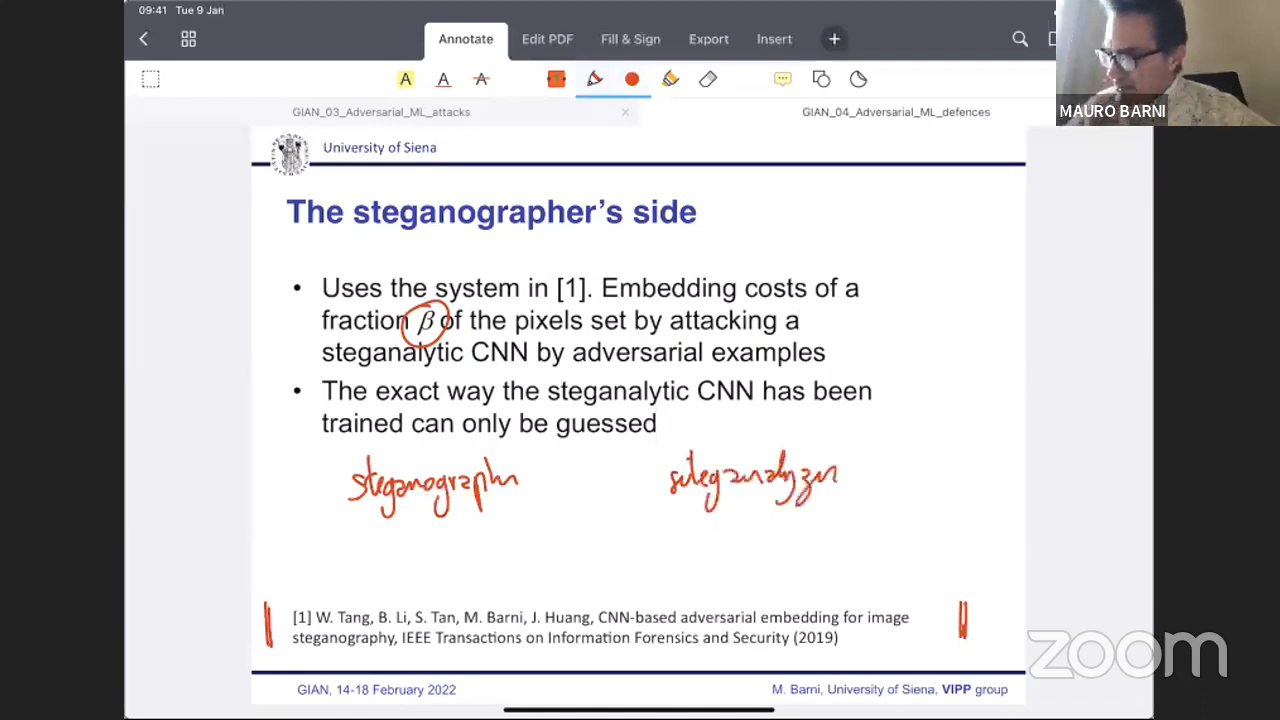 09:41 Tue 9 Jan
Annotate Edit PDF Fill & Sign Export Insert
MAURO BARNI
GIAN_03_Adversarial_ML_attacks GIAN_04_Adversarial_ML_defences
University of Siena
The steganographer's side
• Uses the system in [1]. Embedding costs of a
fraction β of the pixels set by attacking a
steganalytic CNN by adversarial examples
• The exact way the steganalytic CNN has been
trained can only be guessed
steganographer steganalyzer
[1] W. Tang, B. Li, S. Tan, M. Barni, J. Huang, CNN-based adversarial embedding for image
steganography, IEEE Transactions on Information Forensics and Security (2019)
zoom
GIAN, 14-18 February 2022 M. Barni, University of Siena, VIPP group